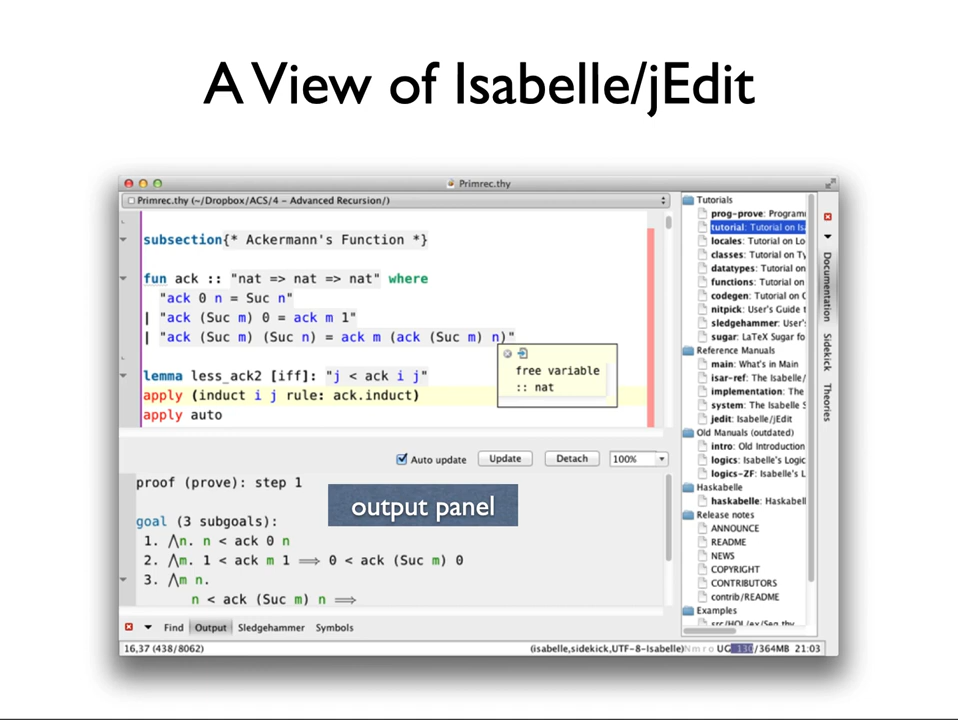 A View of Isabelle/jEdit
Primrec.thy
Primrec.thy (~/Dropbox/ACS/4 – Advanced Recursion/)
subsection{* Ackermann's Function *}
fun ack :: "nat => nat => nat" where
"ack 0 n = Suc n"
| "ack (Suc m) 0 = ack m 1"
| "ack (Suc m) (Suc n) = ack m (ack (Suc m) n)"
free variable
:: nat
lemma less_ack2 [iff]: "j < ack i j"
apply (induct i j rule: ack.induct)
apply auto
Auto update
Update
Detach
100%
proof (prove): step 1
output panel
goal (3 subgoals):
1. ⋀n. n < ack 0 n
2. ⋀m. 1 < ack m 1 ⟹ 0 < ack (Suc m) 0
3. ⋀m n.
n < ack (Suc m) n ⟹
Find
Output
Sledgehammer
Symbols
Tutorials
prog-prove: Program
tutorial: Tutorial on Is
locales: Tutorial on Lo
classes: Tutorial on Ty
datatypes: Tutorial on
functions: Tutorial on
codegen: Tutorial on C
nitpick: User's Guide t
sledgehammer: User'
sugar: LaTeX Sugar fo
Reference Manuals
main: What's in Main
isar-ref: The Isabelle/
implementation: The
system: The Isabelle S
jedit: Isabelle/jEdit
Old Manuals (outdated)
intro: Old Introduction
logics: Isabelle's Logic
logics-ZF: Isabelle's L
Haskabelle
haskabelle: Haskabell
Release notes
ANNOUNCE
README
NEWS
COPYRIGHT
CONTRIBUTORS
contrib/README
Examples
src/HOL/ex/Seq.thy
Documentation
Sidekick
Theories
16,37 (438/8062)
(isabelle,sidekick,UTF-8-Isabelle)N m r o UG 130/364MB 21:03